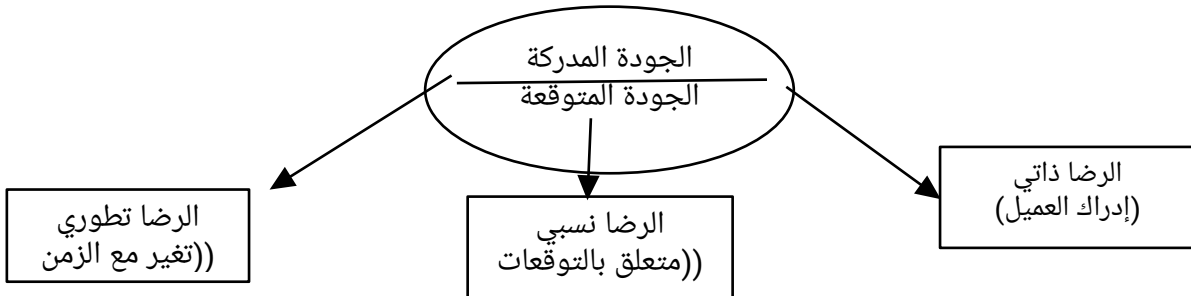 الجودة المدركة
الجودة المتوقعة
الرضا ذاتي
(إدراك العميل)
الرضا نسبي
((متعلق بالتوقعات
الرضا تطوري
((تغير مع الزمن